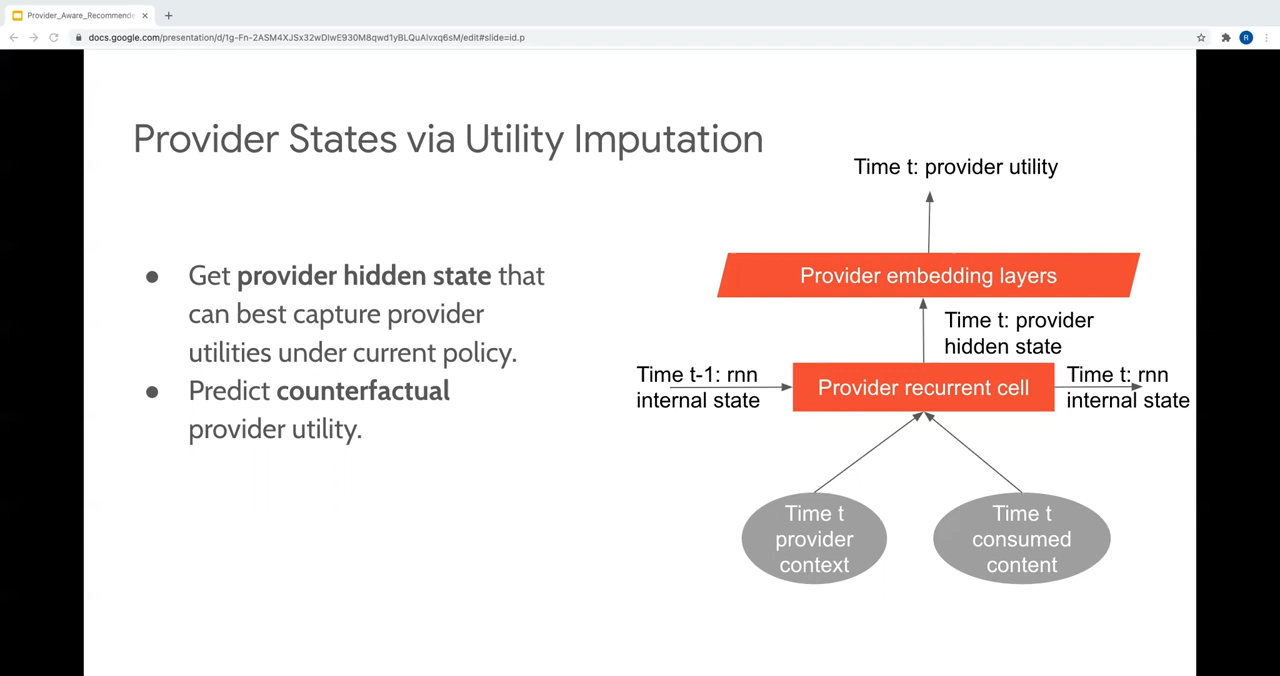 Provider_Aware_Recommende
docs.google.com/presentation/d/1g-Fn-2ASM4XJSx32wDIwE930M8qwd1yBLQuAlvxq6sM/edit#slide=id.p
R
Provider States via Utility Imputation
● Get provider hidden state that
can best capture provider
utilities under current policy.
● Predict counterfactual
provider utility.
Time t: provider utility
Provider embedding layers
Time t: provider
hidden state
Time t-1: rnn
internal state
Provider recurrent cell
Time t: rnn
internal state
Time t
provider
context
Time t
consumed
content